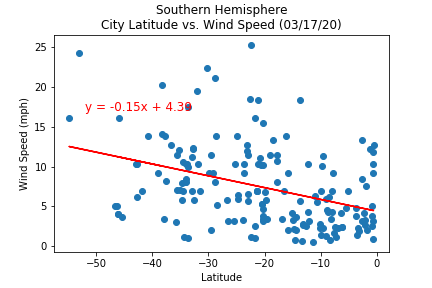 Southern Hemisphere
City Latitude vs. Wind Speed (03/17/20)
y = -0.15x + 4.39
Wind Speed (mph)
25
20
15
10
5
0
−50
−40
−30
−20
−10
0
Latitude